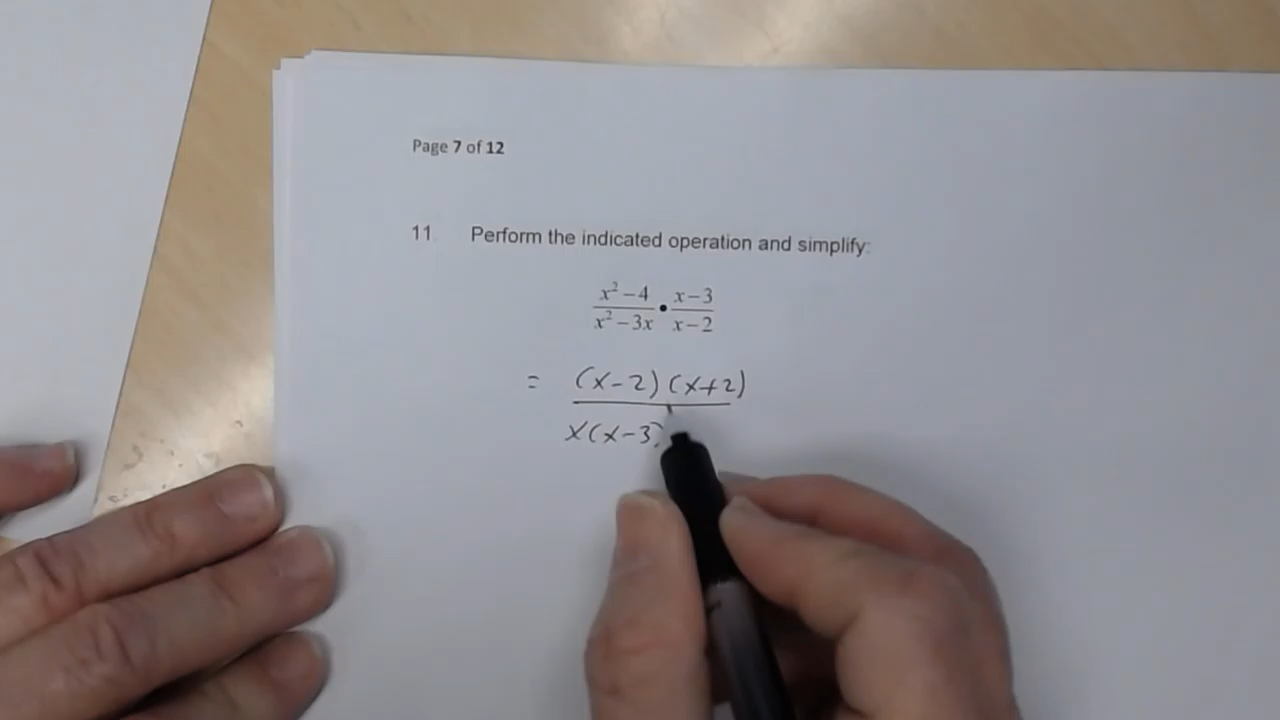 Page 7 of 12
11. Perform the indicated operation and simplify:
x² − 4 / x² − 3x • x − 3 / x − 2
= (x − 2)(x + 2)
x(x − 3)